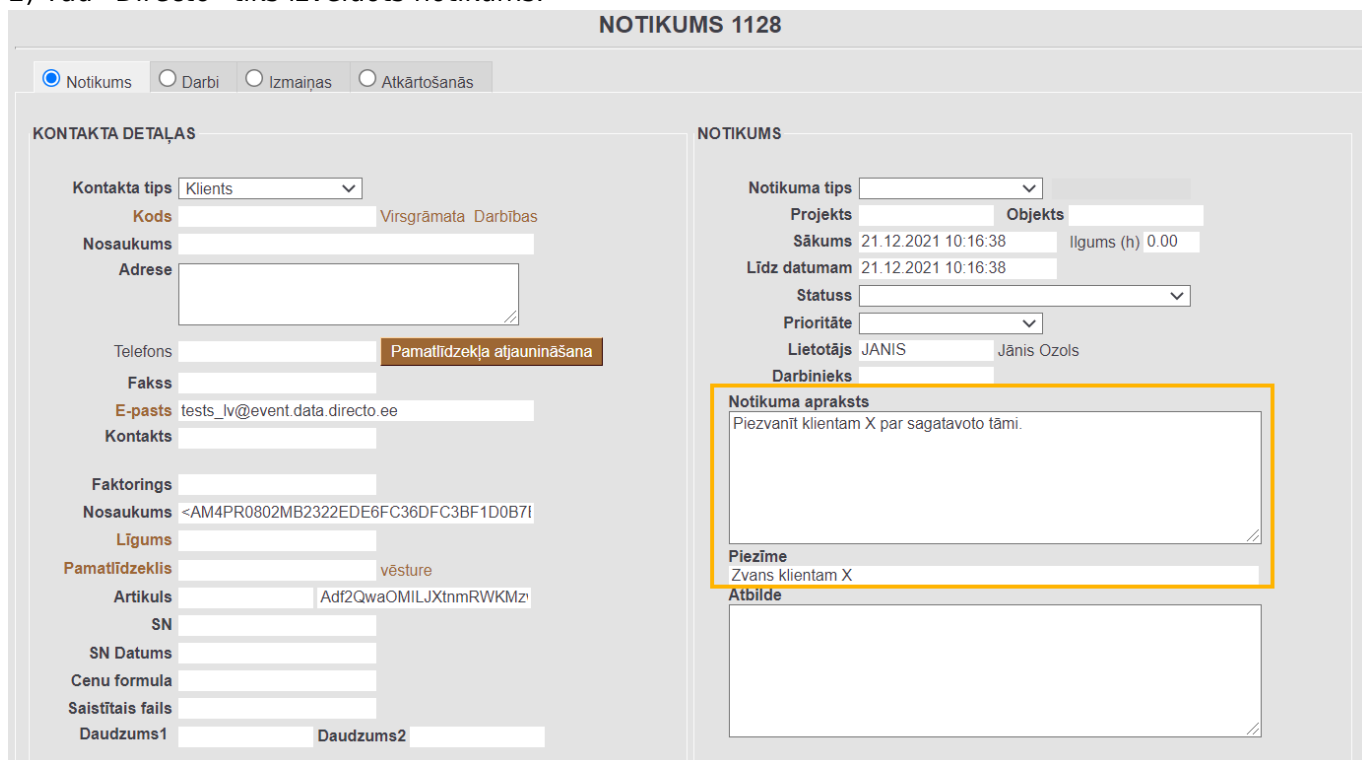 NOTIKUMS 1128
Notikums Darbi Izmaiņas Atkārtošanās
KONTAKTA DETAĻAS
Kontakta tips Klients
Kods Virsgrāmata Darbības
Nosaukums
Adrese
Telefons Pamatlīdzekļa atjaunināšana
Fakss
E-pasts tests_lv@event.data.directo.ee
Kontakts
Faktorings
Nosaukums <AM4PR0802MB2322EDE6FC36DFC3BF1D0B7
Līgums
Pamatlīdzeklis vēsture
Artikuls Adf2QwaOMILJXtnmRWKMz
SN
SN Datums
Cenu formula
Saistītais fails
Daudzums1 Daudzums2
NOTIKUMS
Notikuma tips
Projekts Objekts
Sākums 21.12.2021 10:16:38 Ilgums (h) 0.00
Līdz datumam 21.12.2021 10:16:38
Statuss
Prioritāte
Lietotājs JANIS Jānis Ozols
Darbinieks
Notikuma apraksts
Piezvanīt klientam X par sagatavoto tāmi.
Piezīme
Zvans klientam X
Atbilde